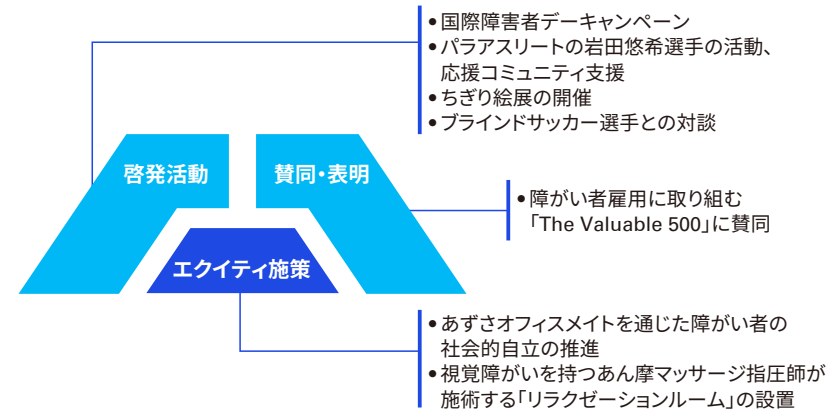 • 国際障害者デーキャンペーン
• パラアスリートの岩田悠希選手の活動、
応援コミュニティ支援
• ちぎり絵展の開催
• ブラインドサッカー選手との対談
啓発活動
賛同・表明
• 障がい者雇用に取り組む
「The Valuable 500」に賛同
エクイティ施策
• あずさオフィスメイトを通じた障がい者の
社会的自立の推進
• 視覚障がいを持つあん摩マッサージ指圧師が
施術する「リラクゼーションルーム」の設置